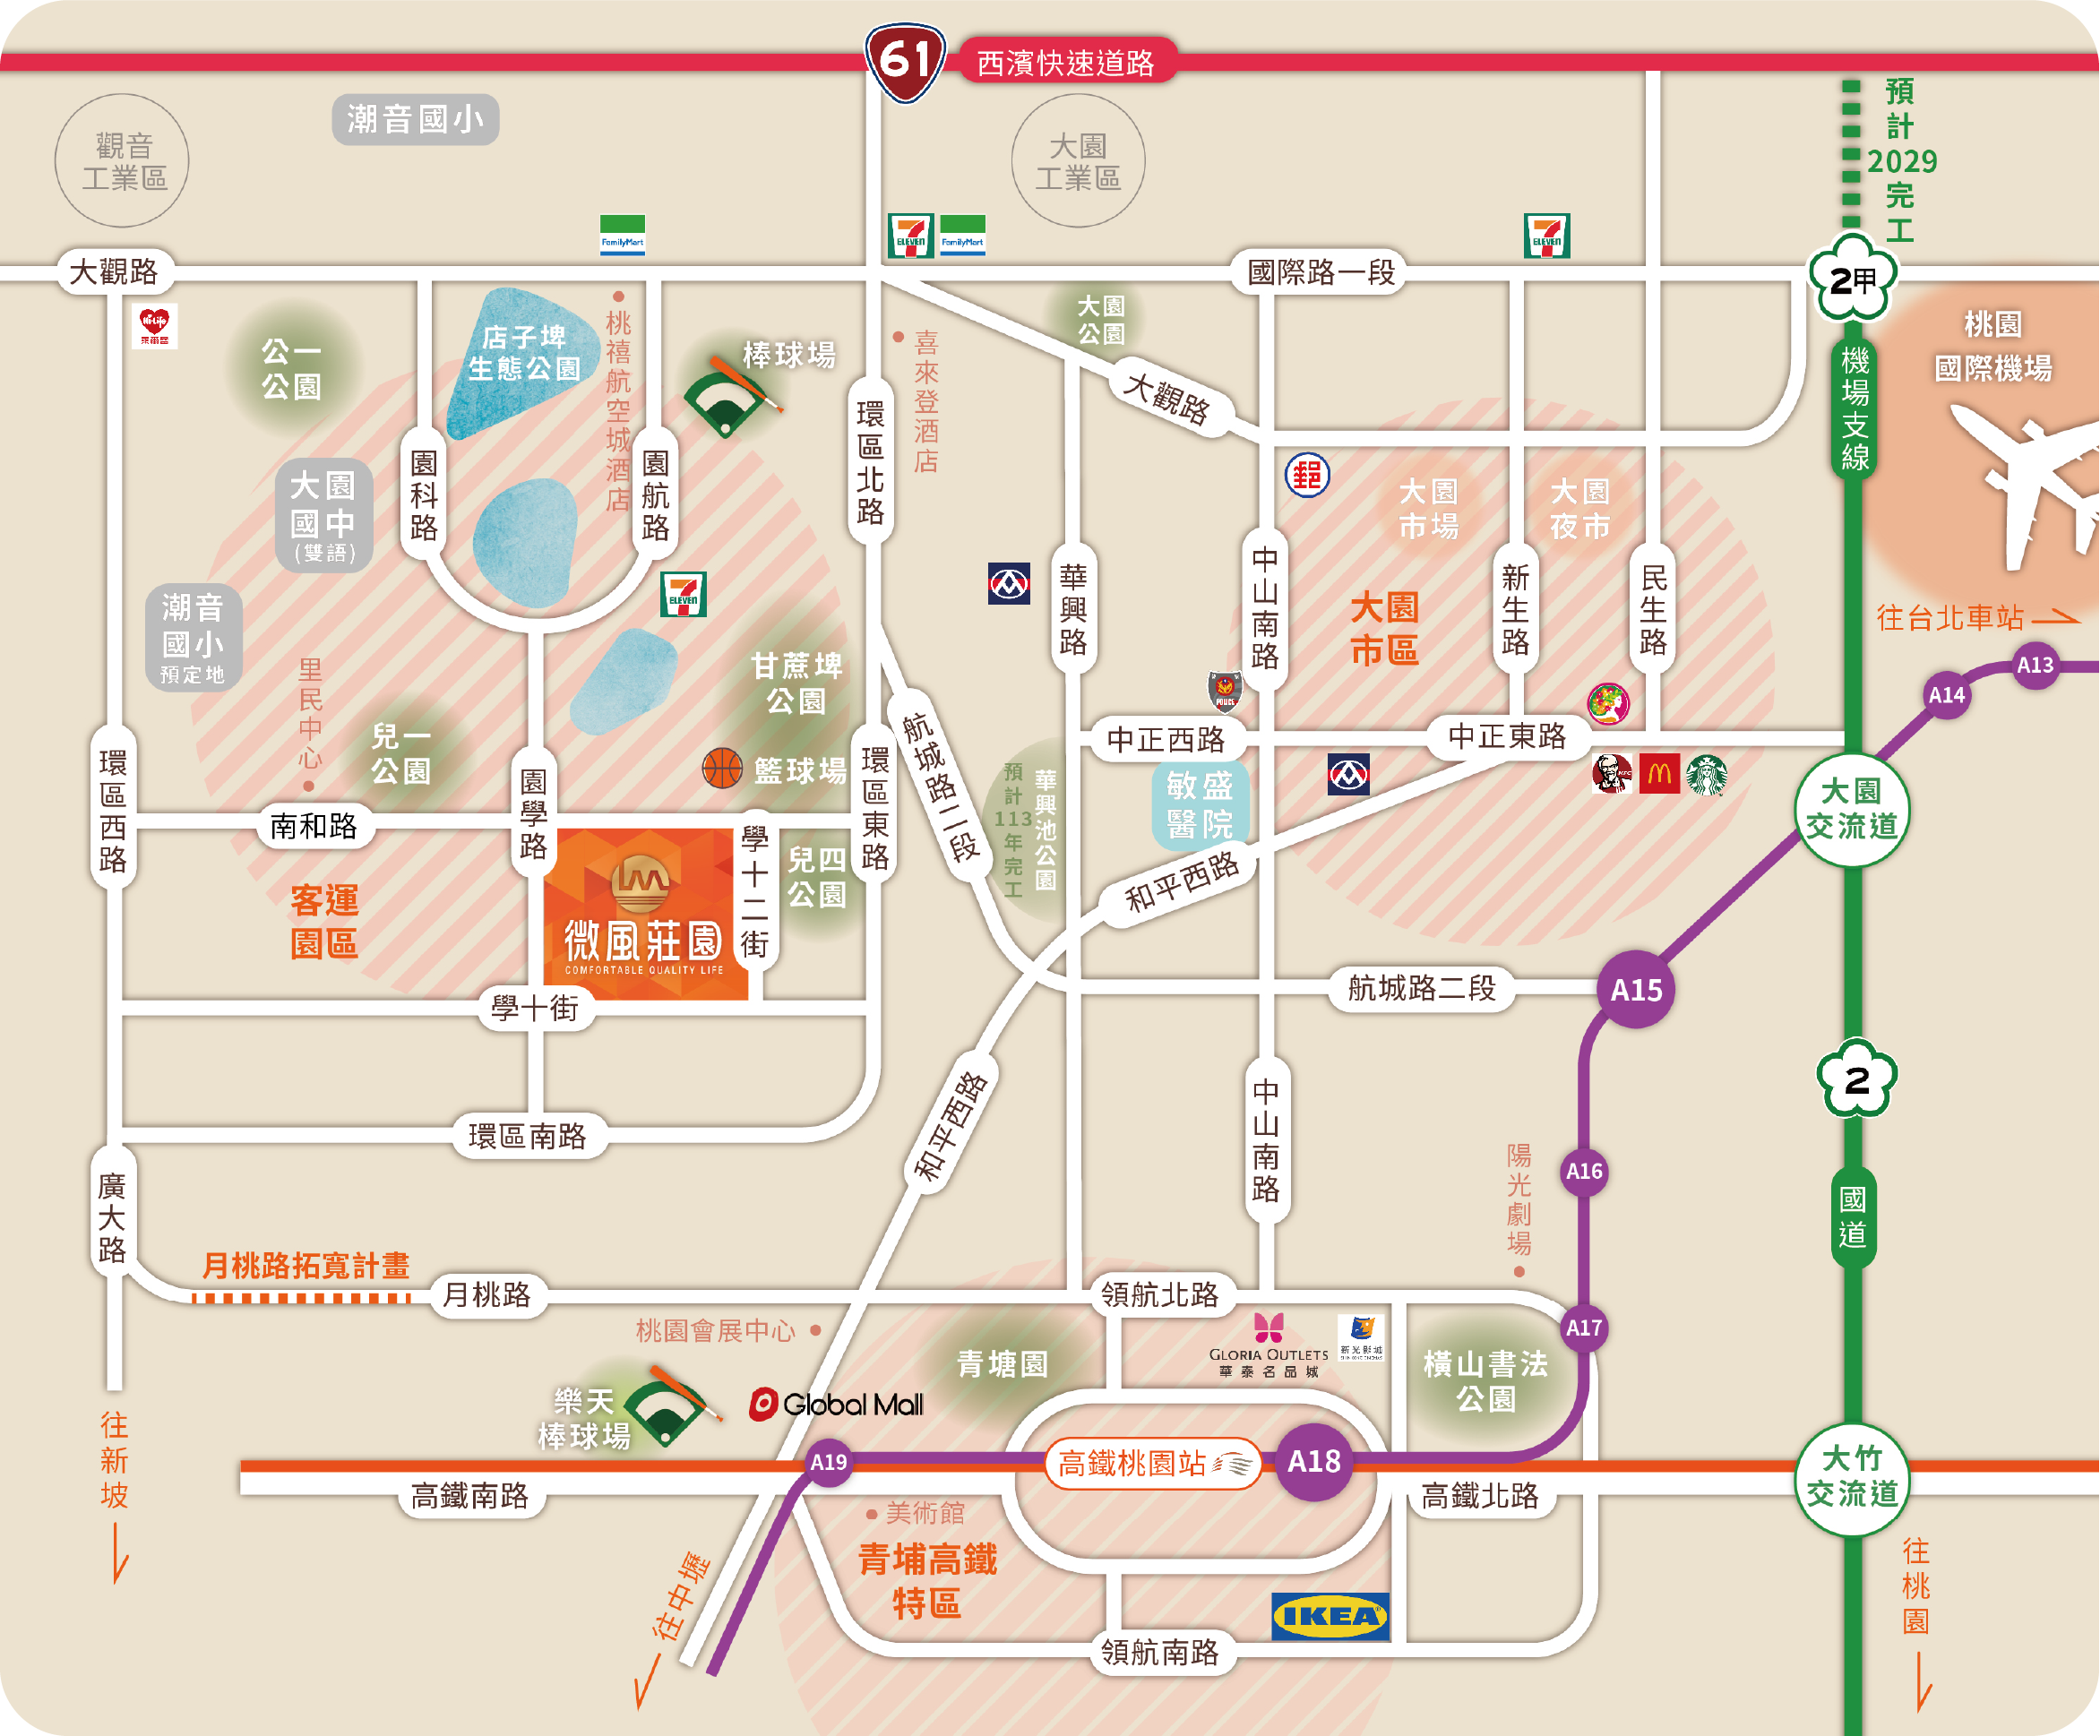 61
西濱快速道路
預計2029完工
觀音
工業區
潮音國小
大園
工業區
FamilyMart
7
ELEVEN
FamilyMart
7
ELEVEN
大觀路
國際路一段
2甲
Hi-Life
萊爾富
公一
公園
店子埤
生態公園
桃禧航空城酒店
棒球場
喜來登酒店
大園
公園
大觀路
機場支線
桃園
國際機場
園科路
園航路
環區北路
大園
國中
(雙語)
郵
大園
市場
大園
夜市
7
ELEVEN
華興路
中山南路
新生路
民生路
大園
市區
往台北車站
A13
A14
潮音
國小
預定地
里民中心
兒一
公園
甘蔗埤
公園
籃球場
航城路二段
POLICE
中正西路
中正東路
KFC
環區西路
南和路
園學路
學十二街
環區東路
兒四
公園
預計113年完工
華興池公園
敏盛
醫院
和平西路
大園
交流道
客運
園區
微風莊園
COMFORTABLE QUALITY LIFE
學十街
航城路二段
A15
2
國道
環區南路
和平西路
中山南路
陽光劇場
A16
廣大路
月桃路拓寬計畫
月桃路
領航北路
A17
桃園會展中心
青塘園
GLORIA OUTLETS
華泰名品城
新光影城
橫山書法
公園
樂天
棒球場
Global Mall
往新坡
A19
高鐵桃園站
A18
大竹
交流道
高鐵南路
高鐵北路
美術館
青埔高鐵
特區
往中壢
IKEA
領航南路
往桃園